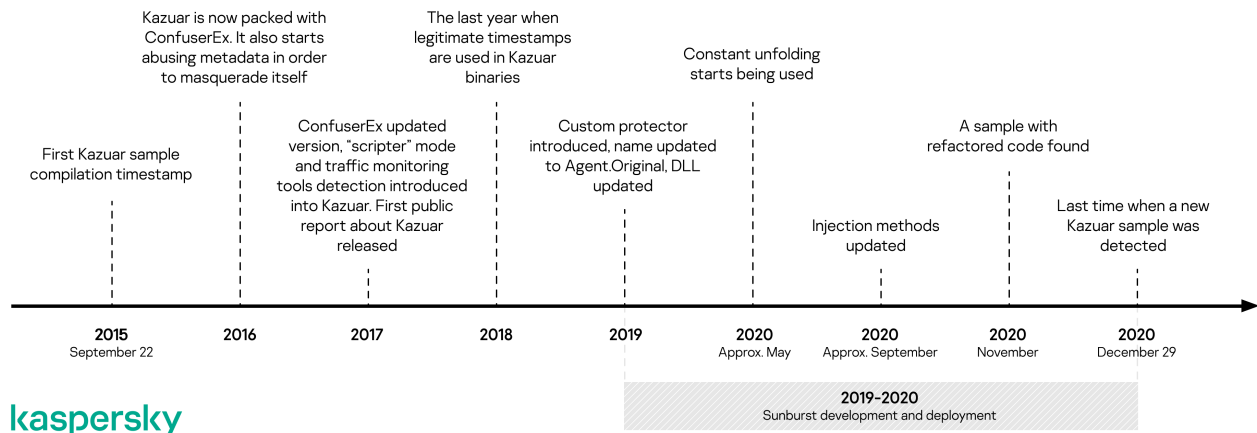 Kazuar is now packed with
ConfuserEx. It also starts
abusing metadata in order
to masquerade itself
The last year when
legitimate timestamps
are used in Kazuar
binaries
Constant unfolding
starts being used
First Kazuar sample
compilation timestamp
ConfuserEx updated
version, “scripter” mode
and traffic monitoring
tools detection introduced
into Kazuar. First public
report about Kazuar
released
Custom protector
introduced, name updated
to Agent.Original, DLL
updated
Injection methods
updated
A sample with
refactored code found
Last time when a new
Kazuar sample was
detected
2015
September 22
2016
2017
2018
2019
2020
Approx. May
2020
Approx. September
2020
November
2020
December 29
2019-2020
Sunburst development and deployment
kaspersky